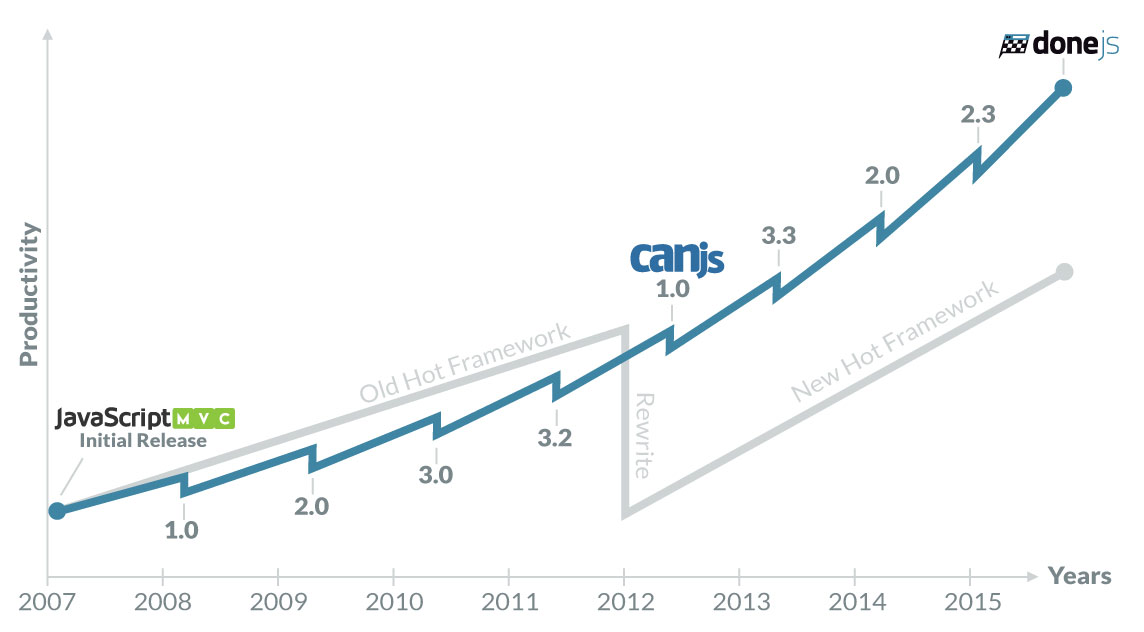 donejs
2.3
2.0
3.3
canjs
1.0
Productivity
Old Hot Framework
New Hot Framework
Rewrite
JavaScript MVC
Initial Release
3.2
3.0
2.0
1.0
Years
2007 2008 2009 2010 2011 2012 2013 2014 2015